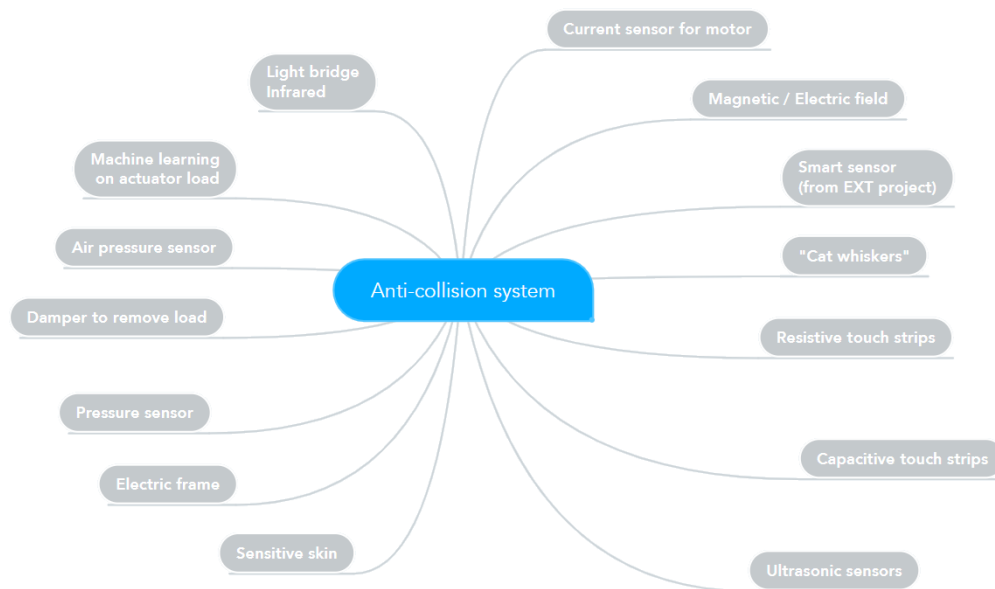 Current sensor for motor
Light bridge
Infrared
Magnetic / Electric field
Machine learning
on actuator load
Smart sensor
(from EXT project)
Air pressure sensor
"Cat whiskers"
Anti-collision system
Damper to remove load
Resistive touch strips
Pressure sensor
Capacitive touch strips
Electric frame
Sensitive skin
Ultrasonic sensors